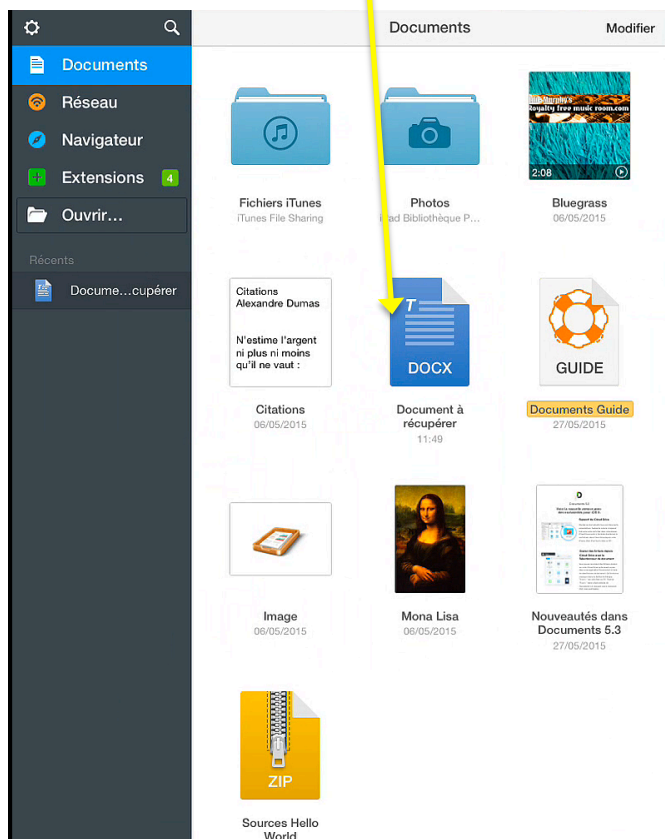 Documents
Modifier
Documents
Réseau
Navigateur
Extensions 4
Ouvrir…
Récents
Docume…cupérer
2:08
Fichiers iTunes
iTunes File Sharing
Photos
iPad Bibliothèque P…
Bluegrass
06/05/2015
Citations
Alexandre Dumas
N'estime l'argent
ni plus ni moins
qu'il ne vaut :
T
DOCX
GUIDE
Citations
06/05/2015
Document à
récupérer
11:49
Documents Guide
27/05/2015
Image
06/05/2015
Mona Lisa
06/05/2015
Nouveautés dans
Documents 5.3
27/05/2015
ZIP
Sources Hello
World